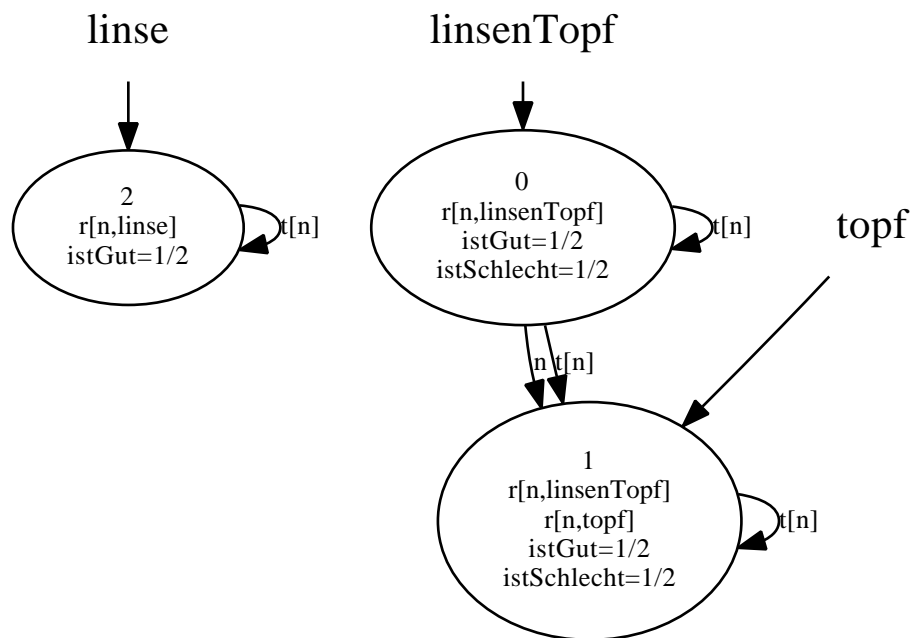 linse
linsenTopf
2
r[n,linse]
istGut=1/2
t[n]
0
r[n,linsenTopf]
istGut=1/2
istSchlecht=1/2
t[n]
topf
n
t[n]
1
r[n,linsenTopf]
r[n,topf]
istGut=1/2
istSchlecht=1/2
t[n]